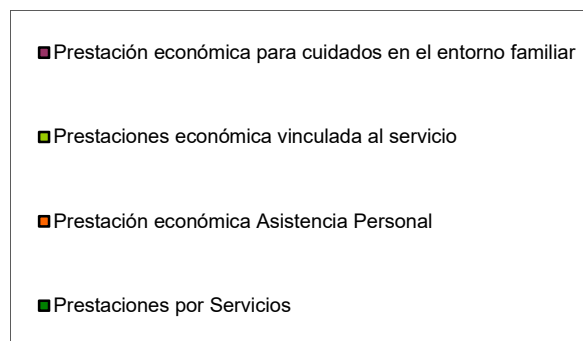 Prestación económica para cuidados en el entorno familiar
Prestaciones económica vinculada al servicio
Prestación económica Asistencia Personal
Prestaciones por Servicios